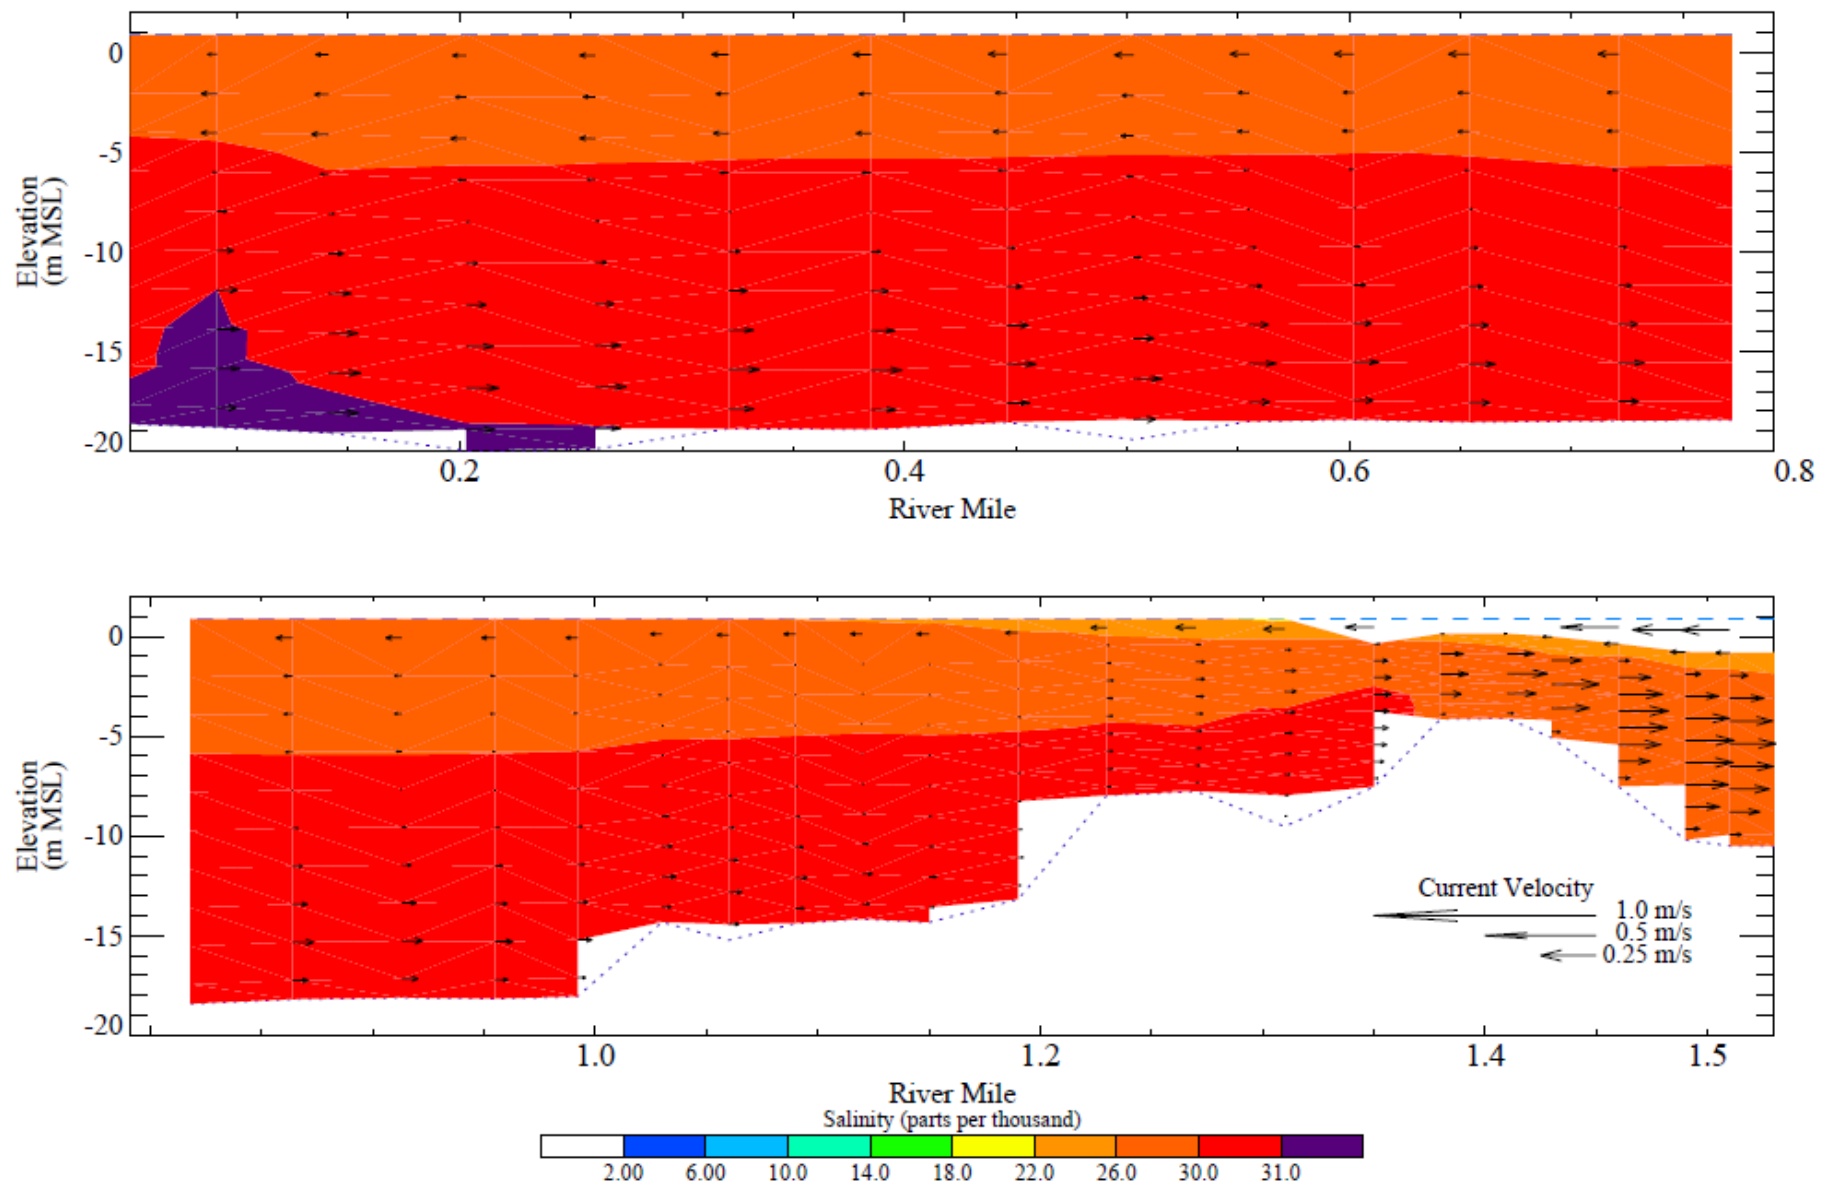 0
-5
-10
-15
-20
Elevation
(m MSL)
0.2
0.4
0.6
0.8
River Mile
0
-5
-10
-15
-20
Elevation
(m MSL)
Current Velocity
1.0 m/s
0.5 m/s
0.25 m/s
1.0
1.2
1.4
1.5
River Mile
Salinity (parts per thousand)
2.00
6.00
10.0
14.0
18.0
22.0
26.0
30.0
31.0